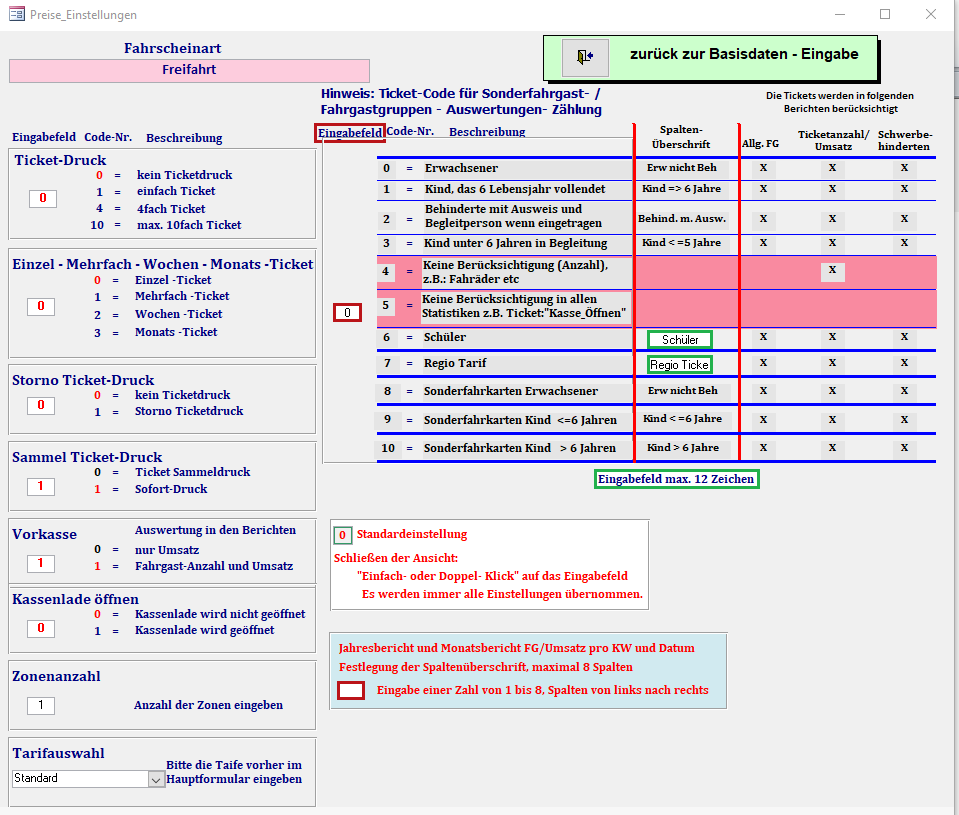 Preise_Einstellungen
Fahrscheinart
Freifahrt
zurück zur Basisdaten - Eingabe
Hinweis: Ticket-Code für Sonderfahrgast- /
Fahrgastgruppen - Auswertungen- Zählung
Die Tickets werden in folgenden
Berichten berücksichtigt
Eingabefeld Code-Nr. Beschreibung
Ticket-Druck
0 = kein Ticketdruck
0
1 = einfach Ticket
4 = 4fach Ticket
10 = max. 10fach Ticket
Einzel - Mehrfach - Wochen - Monats -Ticket
0 = Einzel -Ticket
0
1 = Mehrfach -Ticket
2 = Wochen -Ticket
3 = Monats -Ticket
Storno Ticket-Druck
0 = kein Ticketdruck
0
1 = Storno Ticketdruck
Sammel Ticket-Druck
0 = Ticket Sammeldruck
1
1 = Sofort-Druck
Vorkasse
Auswertung in den Berichten
0 = nur Umsatz
1
1 = Fahrgast-Anzahl und Umsatz
Kassenlade öffnen
0 = Kassenlade wird nicht geöffnet
0
1 = Kassenlade wird geöffnet
Zonenanzahl
1
Anzahl der Zonen eingeben
Tarifauswahl
Standard
Bitte die Taife vorher im
Hauptformular eingeben
Eingabefeld Code-Nr. Beschreibung
Spalten-
Überschrift
Allg. FG
Ticketanzahl/
Umsatz
Schwerbe-
hinderten
0 = Erwachsener Erw nicht Beh X X X
1 = Kind, das 6 Lebensjahr vollendet Kind => 6 Jahre X X X
2 = Behinderte mit Ausweis und
Begleitperson wenn eingetragen Behind. m. Ausw. X X X
3 = Kind unter 6 Jahren in Begleitung Kind < =5 Jahre X X X
4 = Keine Berücksichtigung (Anzahl),
z.B.: Fahräder etc X
5 = Keine Berücksichtigung in allen
Statistiken z.B. Ticket:"Kasse_Öffnen"
0
6 = Schüler Schüler X X X
7 = Regio Tarif Regio Ticke X X X
8 = Sonderfahrkarten Erwachsener Erw nicht Beh X X X
9 = Sonderfahrkarten Kind <=6 Jahren Kind < =6 Jahre X X X
10 = Sonderfahrkarten Kind > 6 Jahren Kind > 6 Jahre X X X
Eingabefeld max. 12 Zeichen
0 Standardeinstellung
Schließen der Ansicht:
"Einfach- oder Doppel- Klick" auf das Eingabefeld
Es werden immer alle Einstellungen übernommen.
Jahresbericht und Monatsbericht FG/Umsatz pro KW und Datum
Festlegung der Spaltenüberschrift, maximal 8 Spalten
Eingabe einer Zahl von 1 bis 8, Spalten von links nach rechts